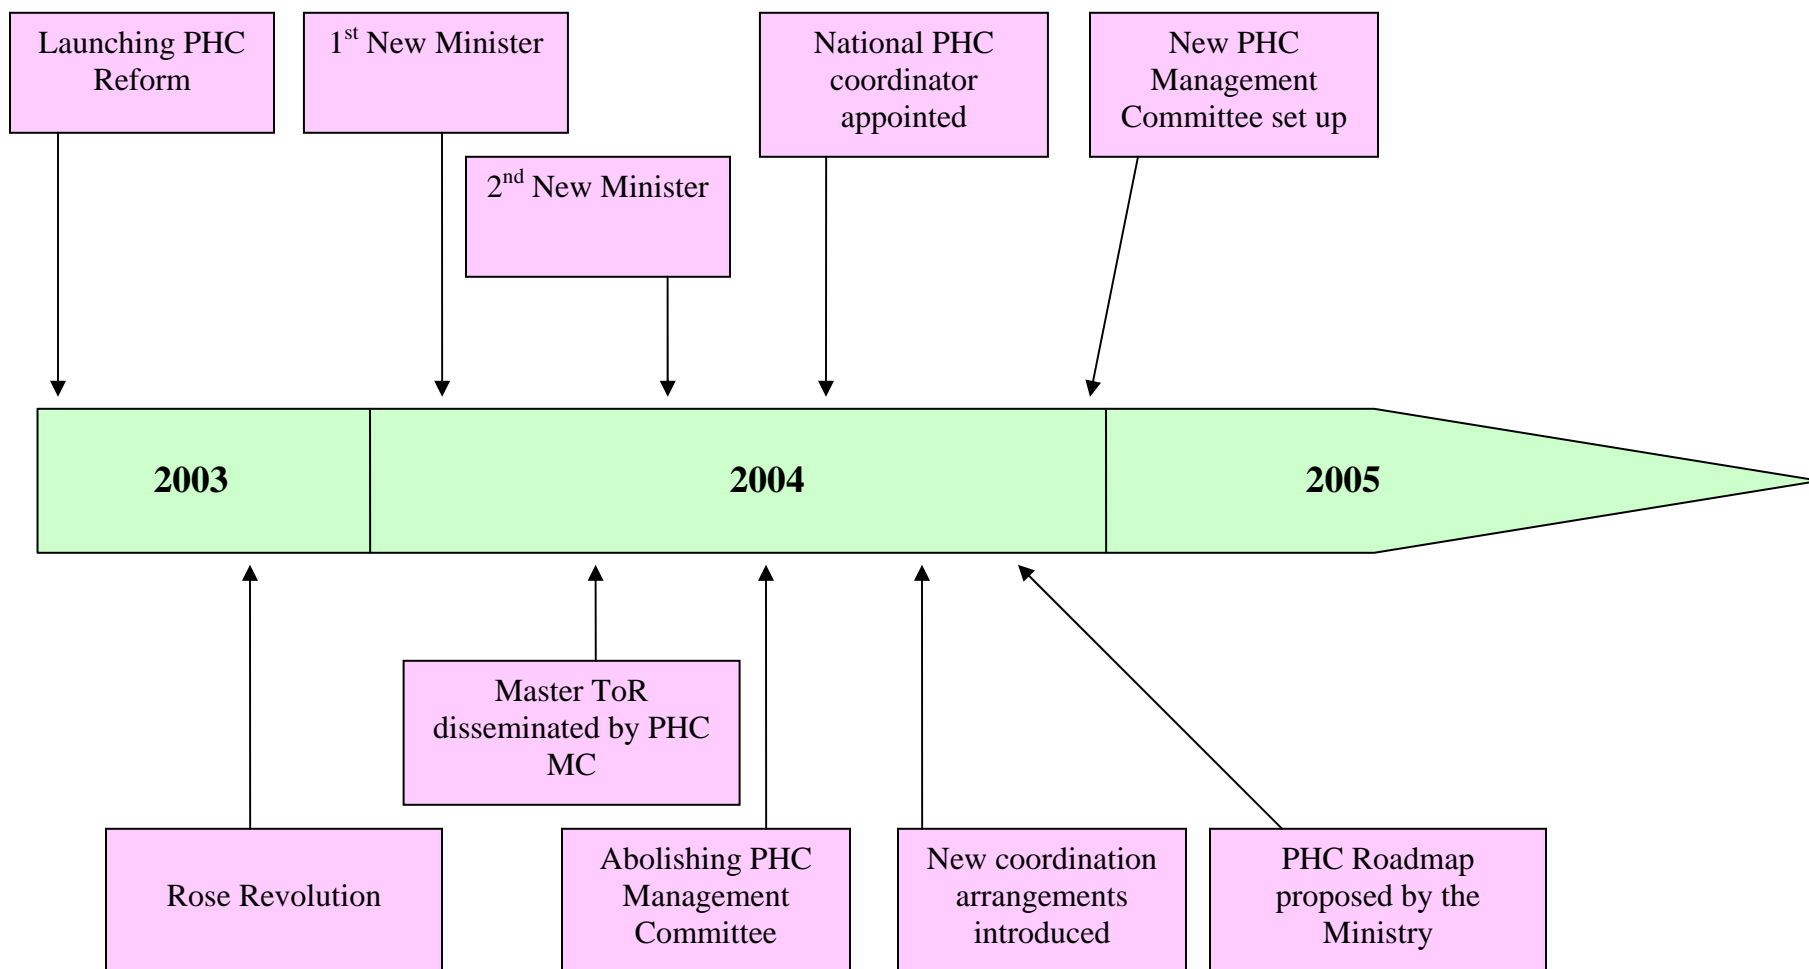 Launching PHC
Reform
1st New Minister
2nd New Minister
National PHC
coordinator
appointed
New PHC
Management
Committee set up
2003
2004
2005
Master ToR
disseminated by PHC
MC
Rose Revolution
Abolishing PHC
Management
Committee
New coordination
arrangements
introduced
PHC Roadmap
proposed by the
Ministry